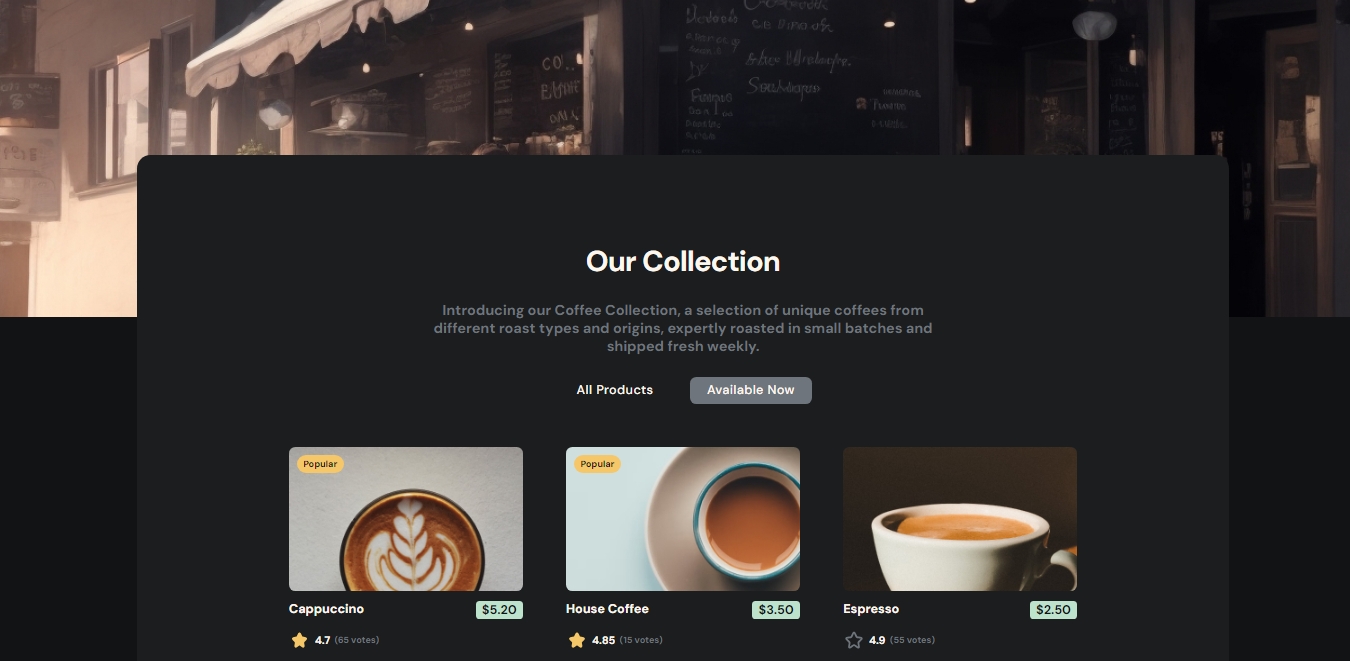 Our Collection
Introducing our Coffee Collection, a selection of unique coffees from
different roast types and origins, expertly roasted in small batches and
shipped fresh weekly.
All Products
Available Now
Popular
Popular
Cappuccino
$5.20
House Coffee
$3.50
Espresso
$2.50
4.7 (65 votes)
4.85 (15 votes)
4.9 (55 votes)